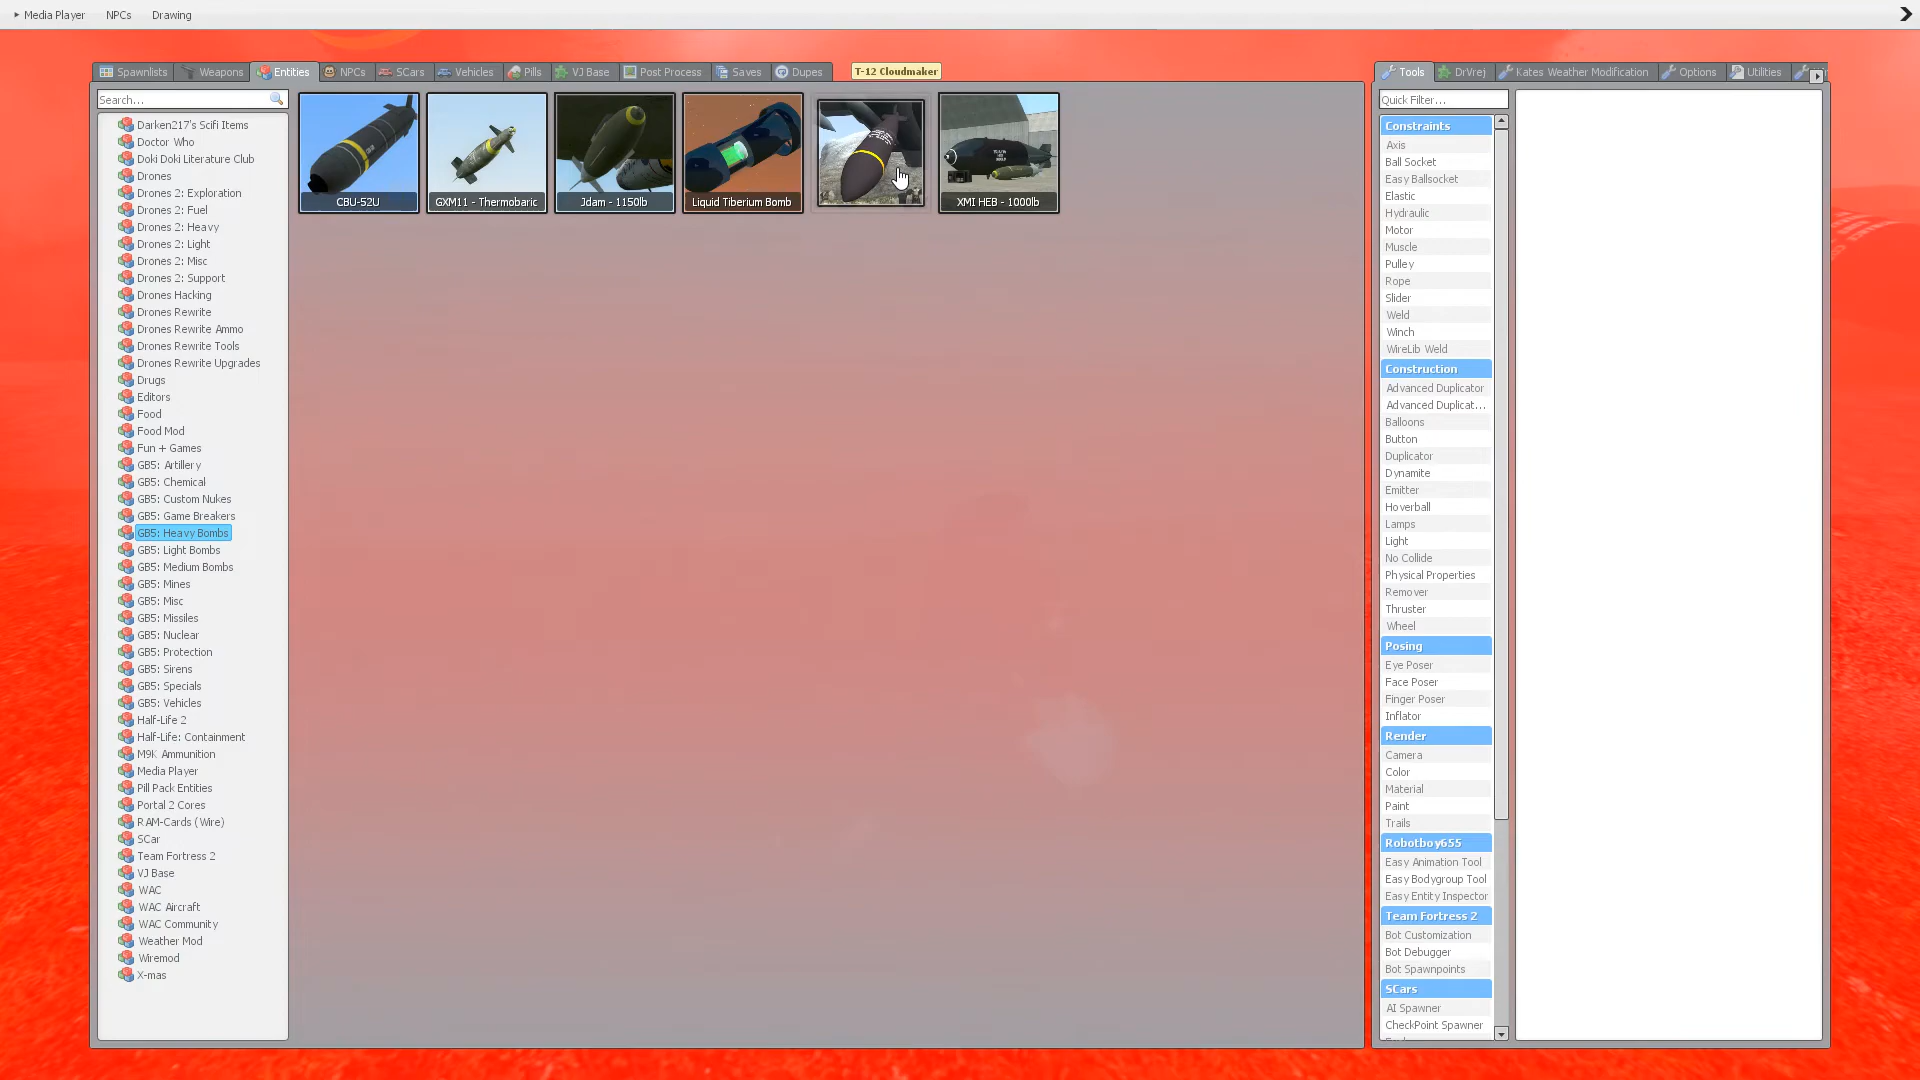 Media Player NPCs Drawing
Spawnlists Weapons Entities NPCs SCars Vehicles Pills VJ Base Post Process Saves Dupes
T-12 Cloudmaker
Tools DrVrej Kates Weather Modification Options Utilities
Search...
Darken217's Scifi Items
Doctor Who
Doki Doki Literature Club
Drones
Drones 2: Exploration
Drones 2: Fuel
Drones 2: Heavy
Drones 2: Light
Drones 2: Misc
Drones 2: Support
Drones Hacking
Drones Rewrite
Drones Rewrite Ammo
Drones Rewrite Tools
Drones Rewrite Upgrades
Drugs
Editors
Food
Food Mod
Fun + Games
GB5: Artillery
GB5: Chemical
GB5: Custom Nukes
GB5: Game Breakers
GB5: Heavy Bombs
GB5: Light Bombs
GB5: Medium Bombs
GB5: Mines
GB5: Misc
GB5: Missiles
GB5: Nuclear
GB5: Protection
GB5: Sirens
GB5: Specials
GB5: Vehicles
Half-Life 2
Half-Life: Containment
M9K Ammunition
Media Player
Pill Pack Entities
Portal 2 Cores
RAM-Cards (Wire)
SCar
Team Fortress 2
VJ Base
WAC
WAC Aircraft
WAC Community
Weather Mod
Wiremod
X-mas
CBU-52U
GXM11 - Thermobaric
Jdam - 1150lb
Liquid Tiberium Bomb
XMI HEB - 1000lb
Quick Filter...
Constraints
Axis
Ball Socket
Easy Ballsocket
Elastic
Hydraulic
Motor
Muscle
Pulley
Rope
Slider
Weld
Winch
WireLib Weld
Construction
Advanced Duplicator
Advanced Duplicat...
Balloons
Button
Duplicator
Dynamite
Emitter
Hoverball
Lamps
Light
No Collide
Physical Properties
Remover
Thruster
Wheel
Posing
Eye Poser
Face Poser
Finger Poser
Inflator
Render
Camera
Color
Material
Paint
Trails
Robotboy655
Easy Animation Tool
Easy Bodygroup Tool
Easy Entity Inspector
Team Fortress 2
Bot Customization
Bot Debugger
Bot Spawnpoints
SCars
AI Spawner
CheckPoint Spawner